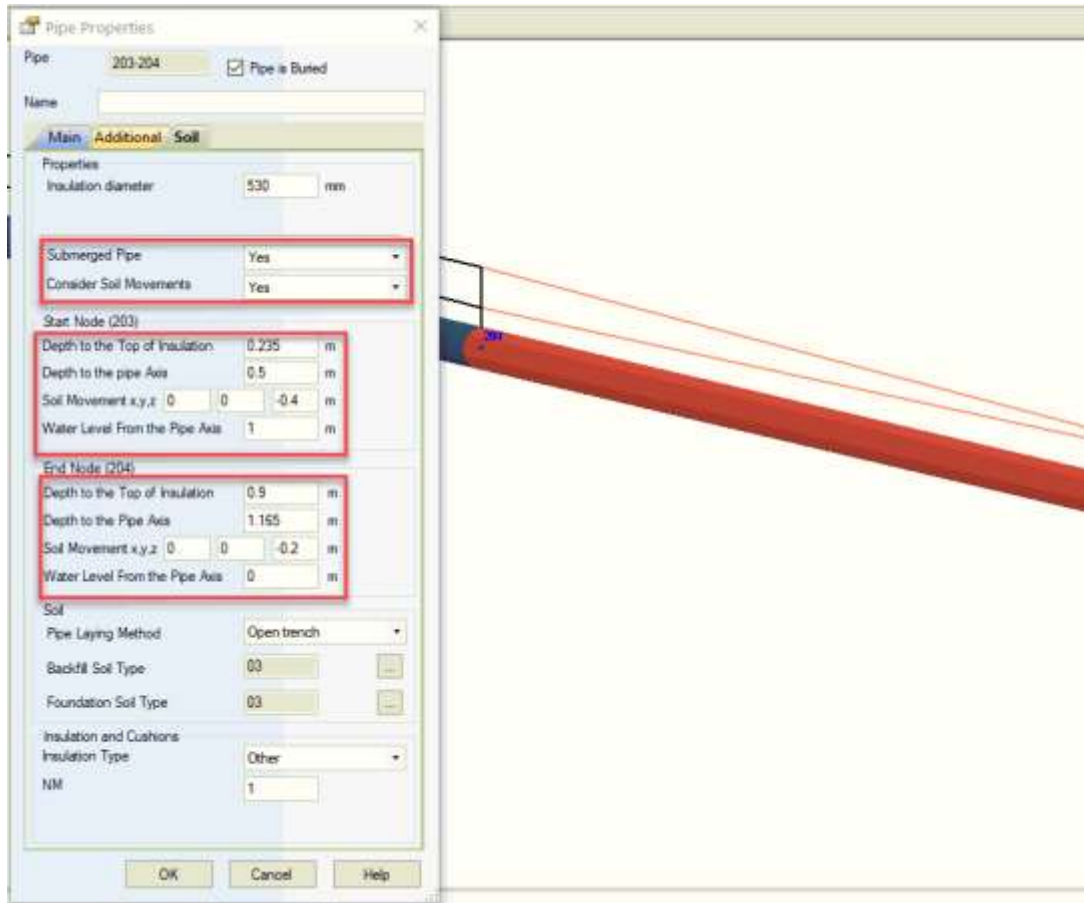 Pipe Properties
Pipe 203-204 Pipe is Buried
Name
Main Additional Soil
Properties
Insulation diameter 530 mm
Submerged Pipe Yes
Consider Soil Movements Yes
Start Node (203)
Depth to the Top of Insulation 0.235 m
Depth to the pipe Axis 0.5 m
Soil Movement x,y,z 0 0 -0.4 m
Water Level From the Pipe Axis 1 m
End Node (204)
Depth to the Top of Insulation 0.9 m
Depth to the Pipe Axis 1.165 m
Soil Movement x,y,z 0 0 -0.2 m
Water Level From the Pipe Axis 0 m
Soil
Pipe Laying Method Open trench
Backfill Soil Type 03 ...
Foundation Soil Type 03 ...
Insulation and Cushions
Insulation Type Other
NM 1
OK Cancel Help
204